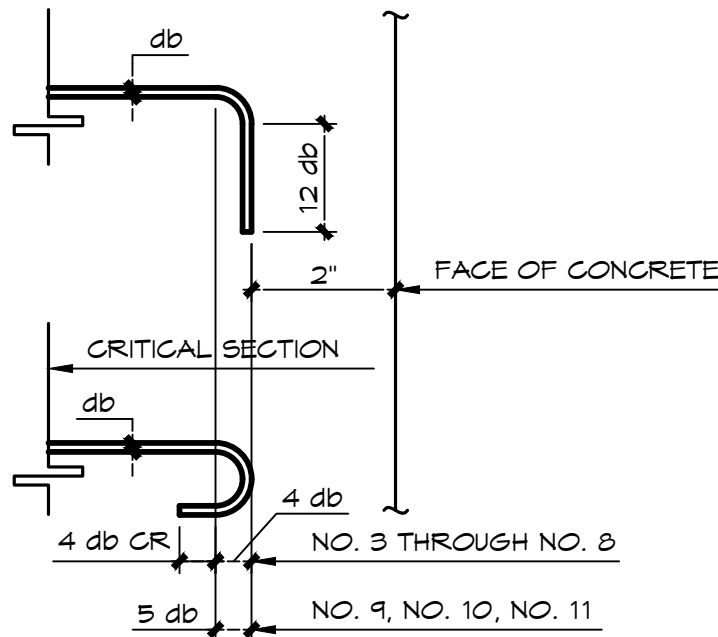 db
12 db
2"
FACE OF CONCRETE
CRITICAL SECTION
db
4 db
4 db CR
NO. 3 THROUGH NO. 8
5 db
NO. 9, NO. 10, NO. 11